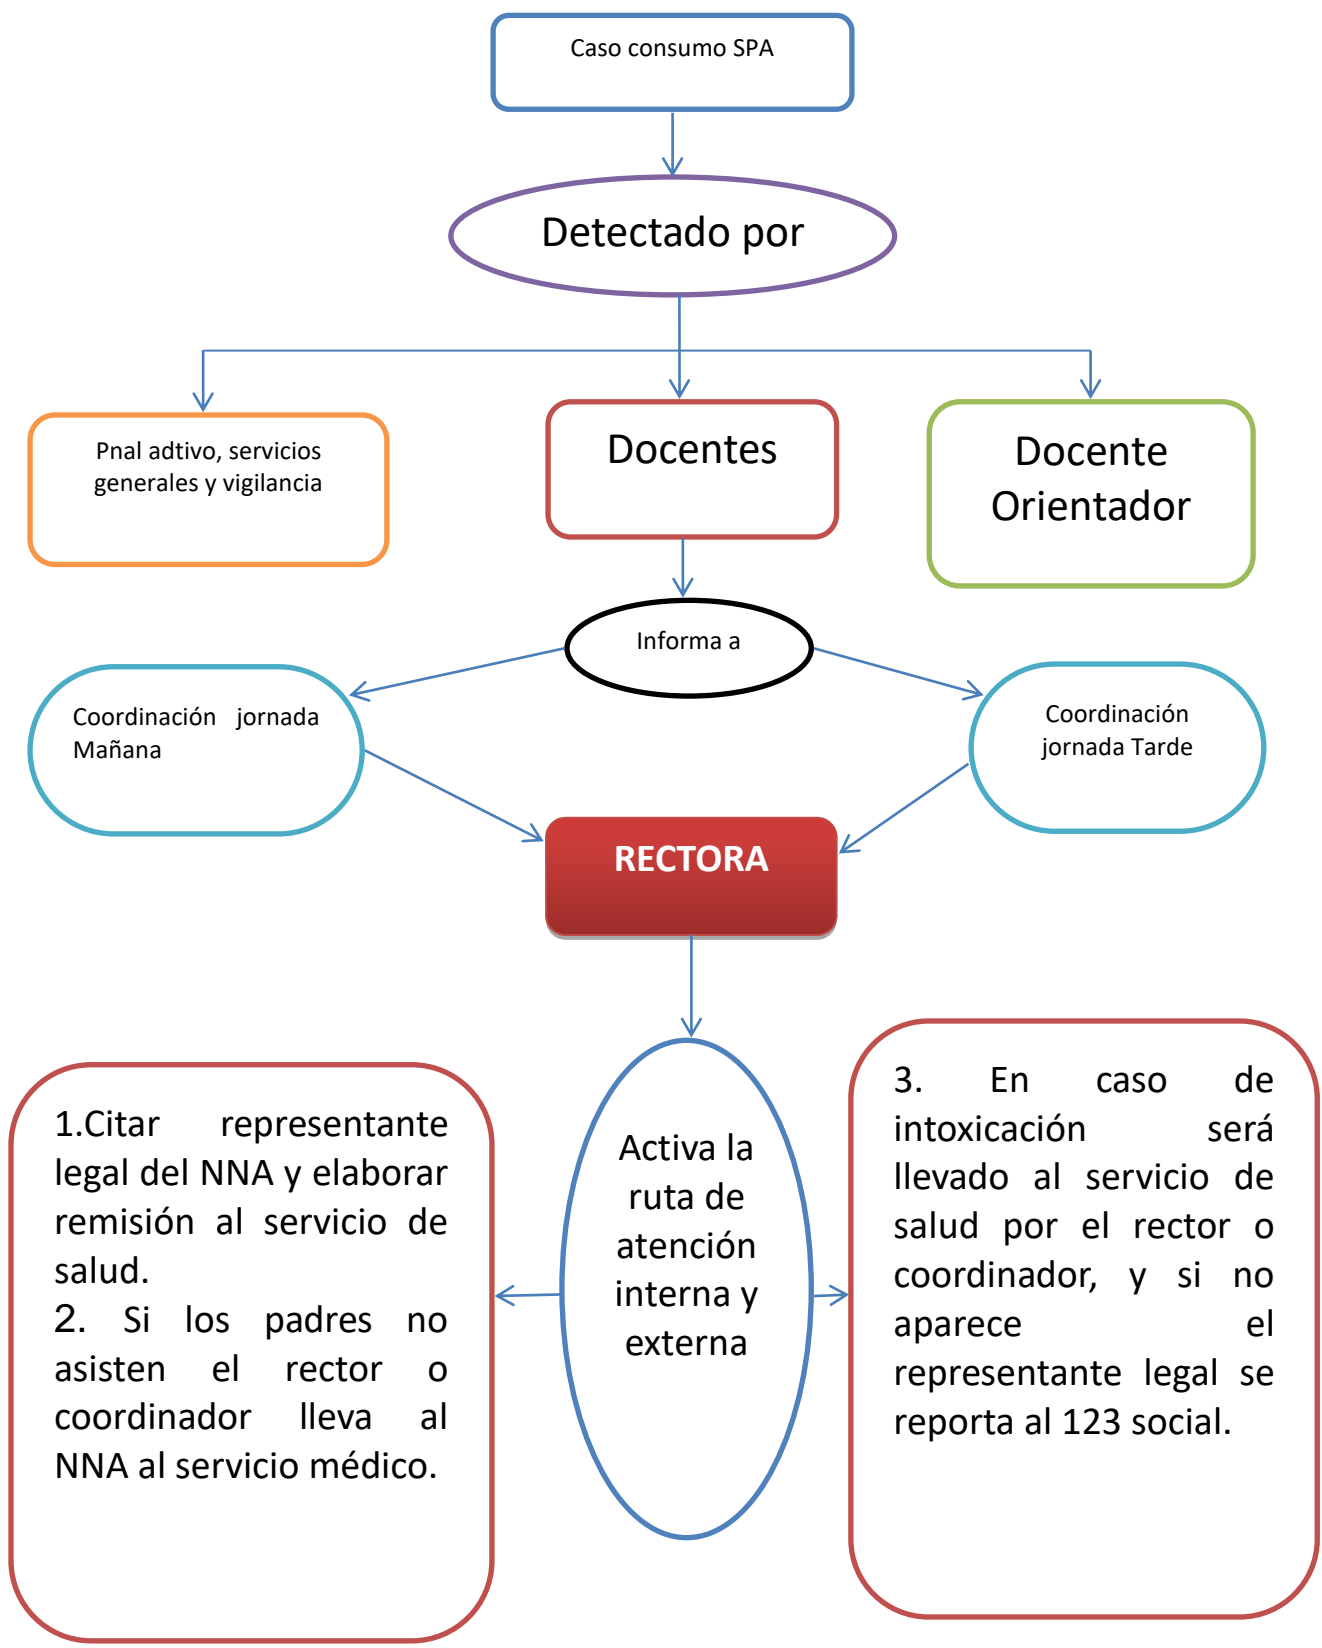 Caso consumo SPA
Detectado por
Pnal adtivo, servicios
generales y vigilancia
Docentes
Docente
Orientador
Informa a
Coordinación jornada
Mañana
Coordinación
jornada Tarde
RECTORA
1.Citar representante
legal del NNA y elaborar
remisión al servicio de
salud.
2. Si los padres no
asisten el rector o
coordinador lleva al
NNA al servicio médico.
Activa la
ruta de
atención
interna y
externa
3. En caso de
intoxicación será
llevado al servicio de
salud por el rector o
coordinador, y si no
aparece el
representante legal se
reporta al 123 social.